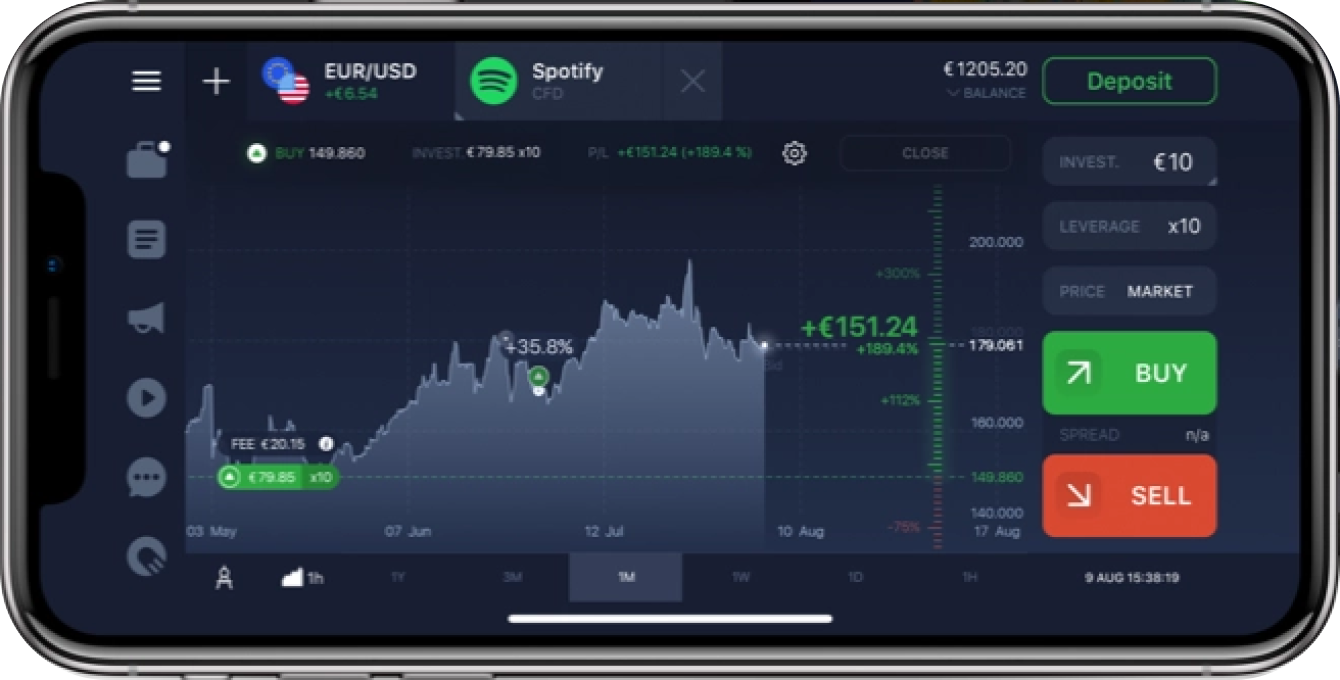 EUR/USD
+€6.54
Spotify
CFD
€1205.20
BALANCE
Deposit
BUY 149.860
INVEST. €79.85 x10
P/L +€151.24 (+189.4 %)
CLOSE
INVEST. €10
LEVERAGE x10
PRICE MARKET
BUY
SPREAD n/a
SELL
200.000
+300%
180.000
+€151.24
+189.4%
179.061
+35.8%
+112%
160.000
FEE €20.15
€79.85 x10
149.860
140.000
-75%
03 May
07 Jun
12 Jul
10 Aug
17 Aug
1h
1Y
3M
1M
1W
1D
1H
9 AUG 15:38:19